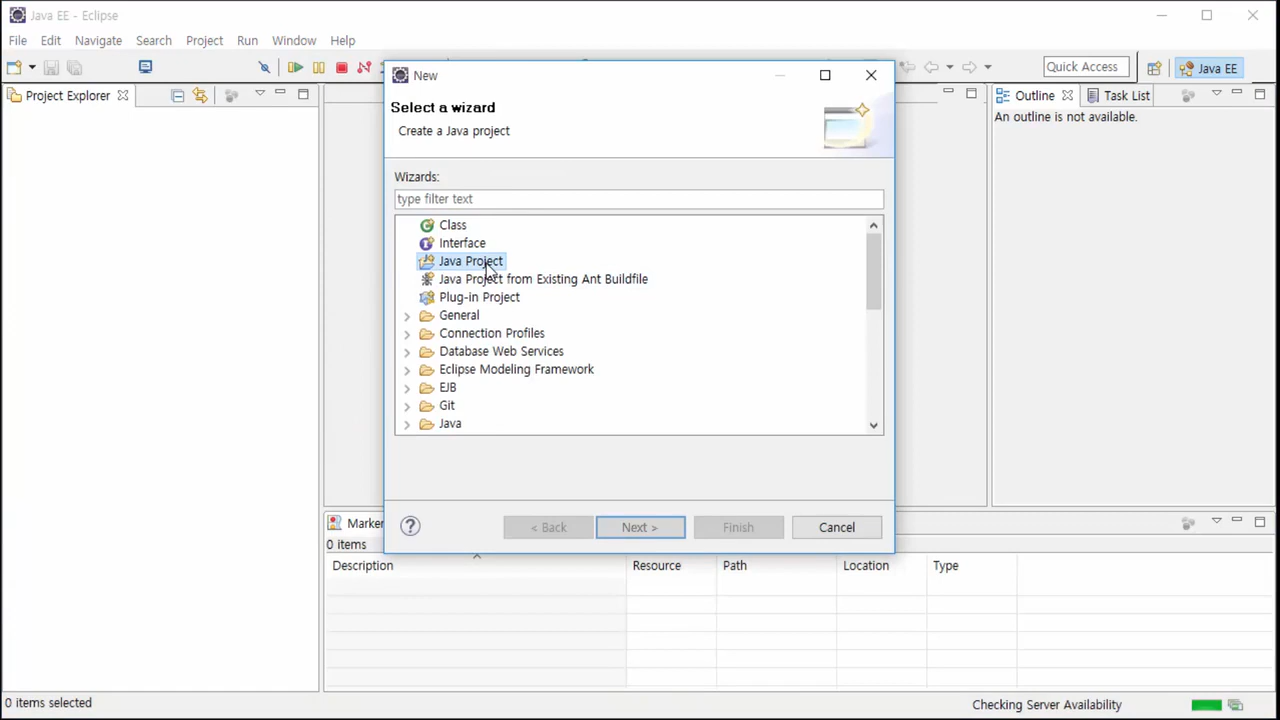 Java EE - Eclipse
File Edit Navigate Search Project Run Window Help
Quick Access
Java EE
Project Explorer
Outline
Task List
An outline is not available.
New
Select a wizard
Create a Java project
Wizards:
type filter text
Class
Interface
Java Project
Java Project from Existing Ant Buildfile
Plug-in Project
General
Connection Profiles
Database Web Services
Eclipse Modeling Framework
EJB
Git
Java
< Back
Next >
Finish
Cancel
Marker
0 items
Description Resource Path Location Type
0 items selected
Checking Server Availability